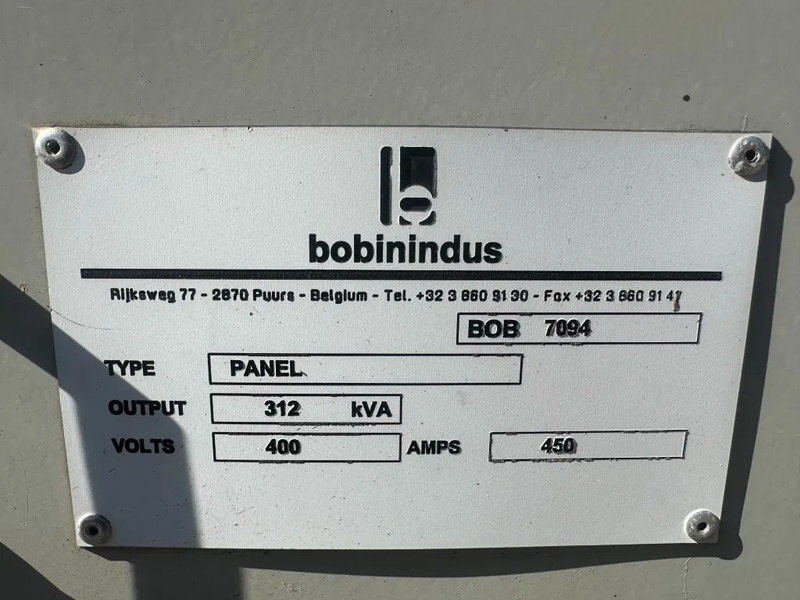 bobinindus
Rijksweg 77 - 2870 Puurs - Belgium - Tel. +32 3 860 91 30 - Fax +32 3 860 91 47
BOB 7094
TYPE PANEL
OUTPUT 312 kVA
VOLTS 400 AMPS 450